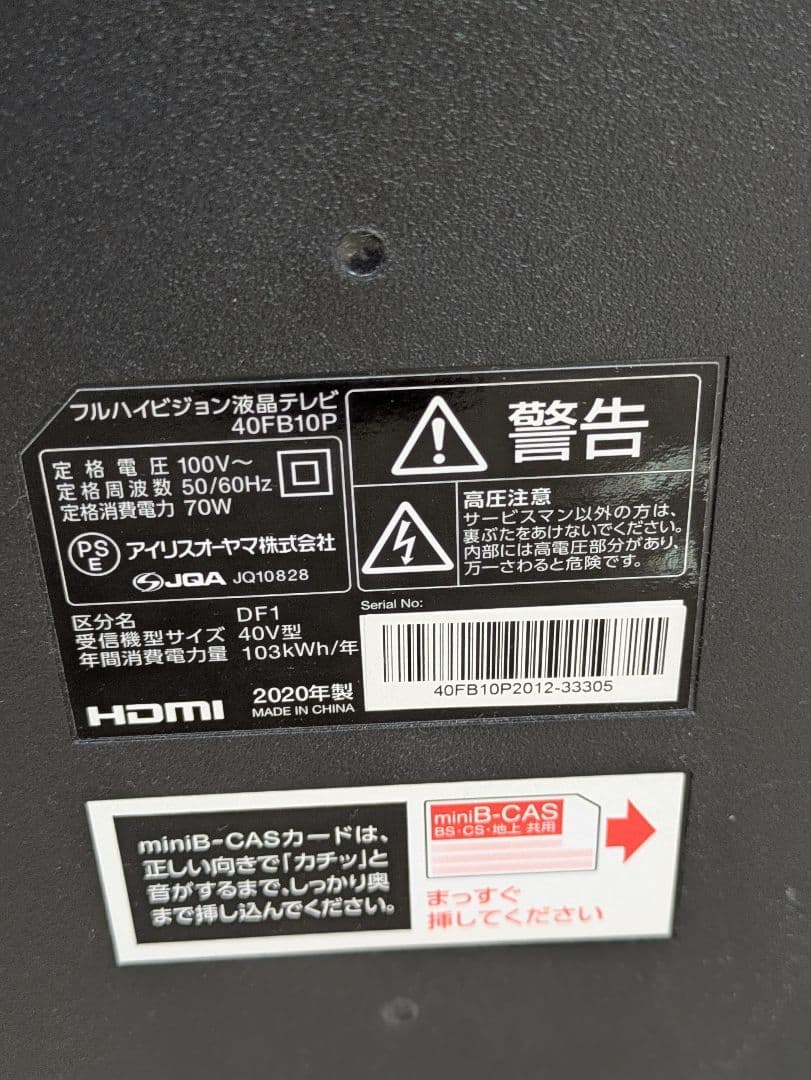 フルハイビジョン液晶テレビ
40FB10P
定格電圧 100V～
定格周波数 50/60Hz
定格消費電力 70W
PS
E
アイリスオーヤマ株式会社
JQA JQ10828
区分名 DF1
受信機型サイズ 40V型
年間消費電力量 103kWh/年
HDMI
2020年製
MADE IN CHINA
警告
高圧注意
サービスマン以外の方は、
裏ぶたをあけないでください。
内部には高電圧部分があり、
万一さわると危険です。
Serial No:
40FB10P2012-33305
miniB-CASカードは、
正しい向きで「カチッ」と
音がするまで、しっかり奥
まで挿し込んでください。
miniB-CAS
BS・CS・地上 共用
まっすぐ
挿してください